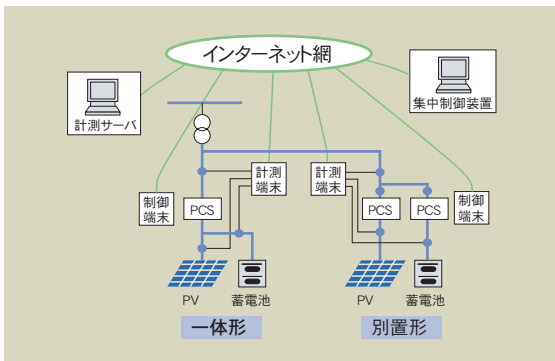 インターネット網
計測サーバ
集中制御装置
計測
端末
計測
端末
制御
端末
制御
端末
PCS
PCS
PCS
PV
蓄電池
PV
蓄電池
一体形
別置形